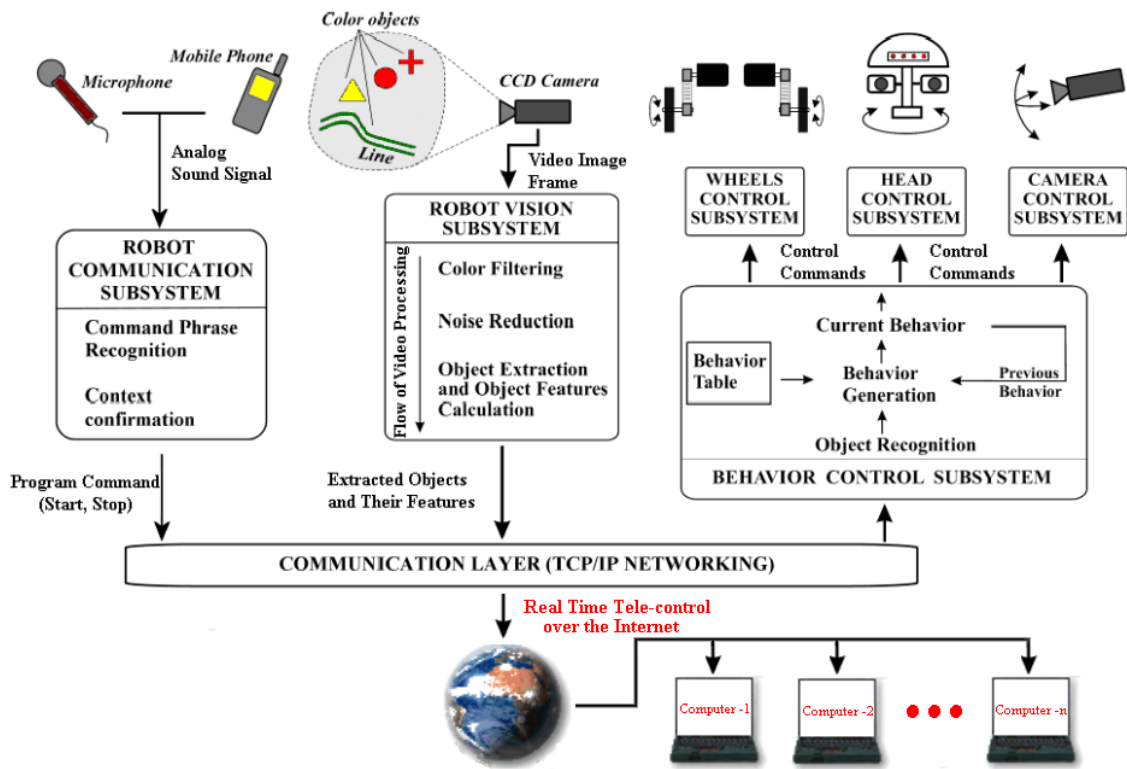 Color objects
Mobile Phone
Microphone
CCD Camera
Line
Analog
Sound Signal
Video Image
Frame
WHEELS
CONTROL
SUBSYSTEM
HEAD
CONTROL
SUBSYSTEM
CAMERA
CONTROL
SUBSYSTEM
ROBOT
COMMUNICATION
SUBSYSTEM
Command Phrase
Recognition
Context
confirmation
ROBOT VISION
SUBSYSTEM
Flow of Video Processing
Color Filtering
Noise Reduction
Object Extraction
and Object Features
Calculation
Control
Commands
Control
Commands
Current Behavior
Behavior
Table
Behavior
Generation
Previous
Behavior
Object Recognition
BEHAVIOR CONTROL SUBSYSTEM
Program Command
(Start, Stop)
Extracted Objects
and Their Features
COMMUNICATION LAYER (TCP/IP NETWORKING)
Real Time Tele-control
over the Internet
Computer -1
Computer -2
Computer -n